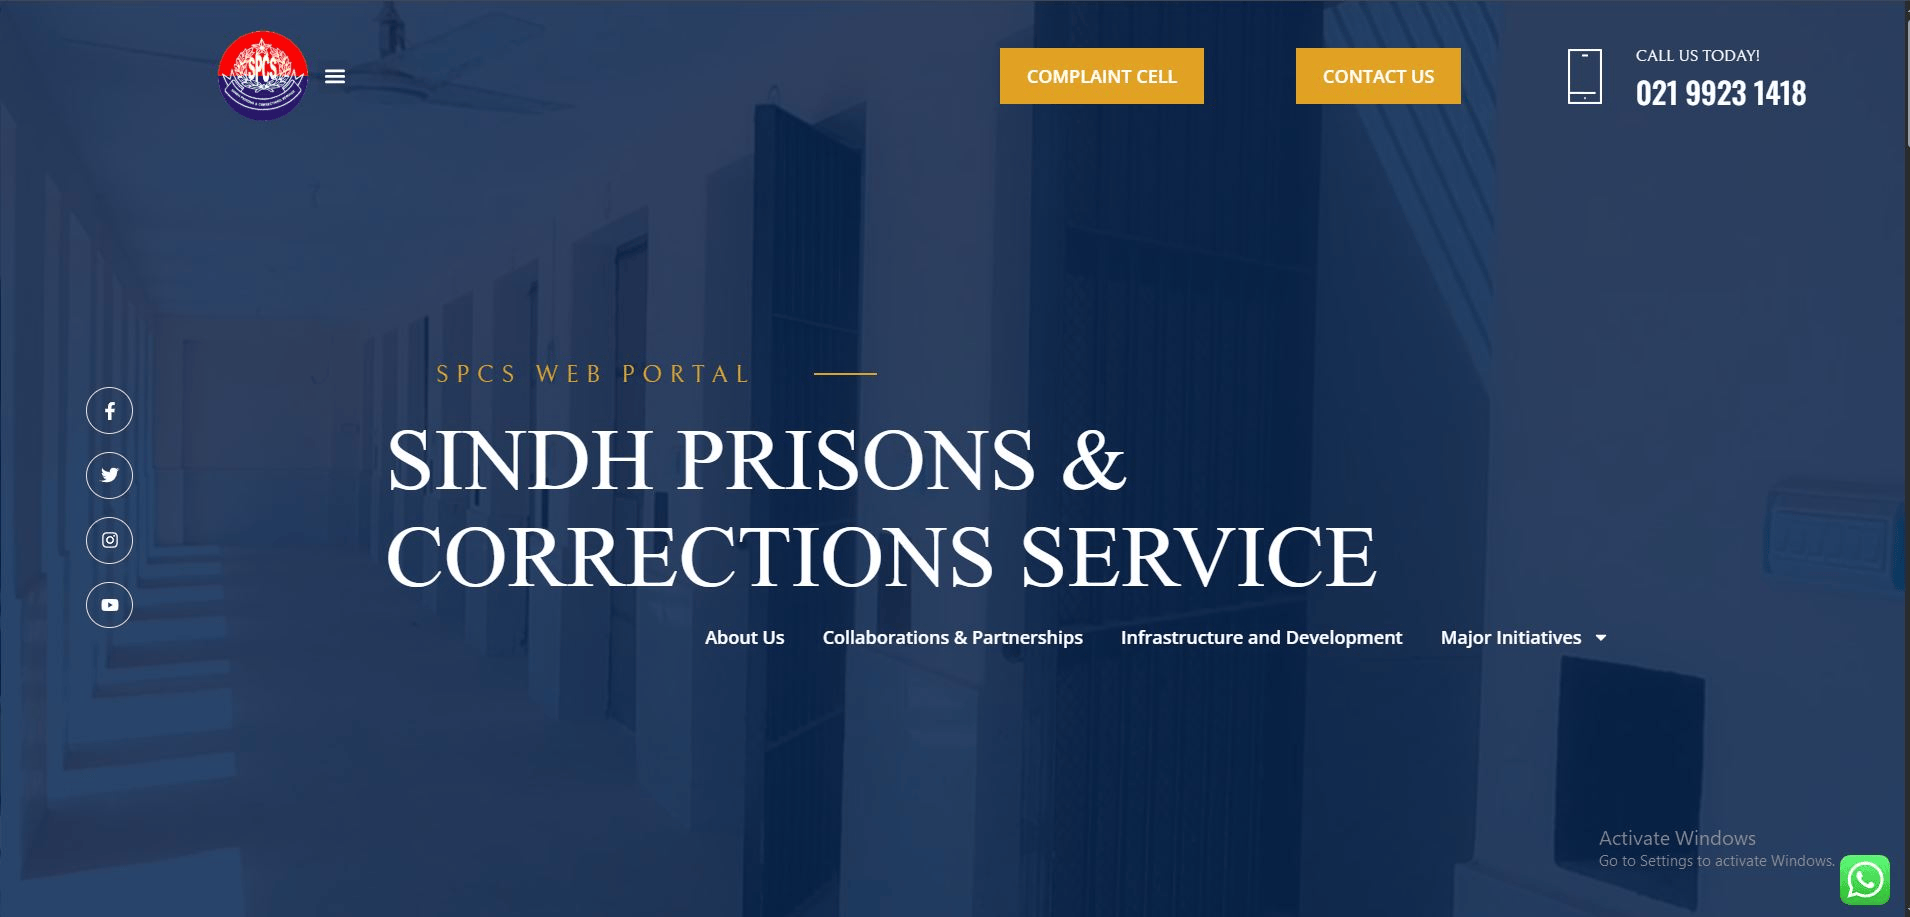 SPCS
COMPLAINT CELL
CONTACT US
CALL US TODAY!
021 9923 1418
SPCS WEB PORTAL
SINDH PRISONS &
CORRECTIONS SERVICE
About Us Collaborations & Partnerships Infrastructure and Development Major Initiatives
Activate Windows
Go to Settings to activate Windows.